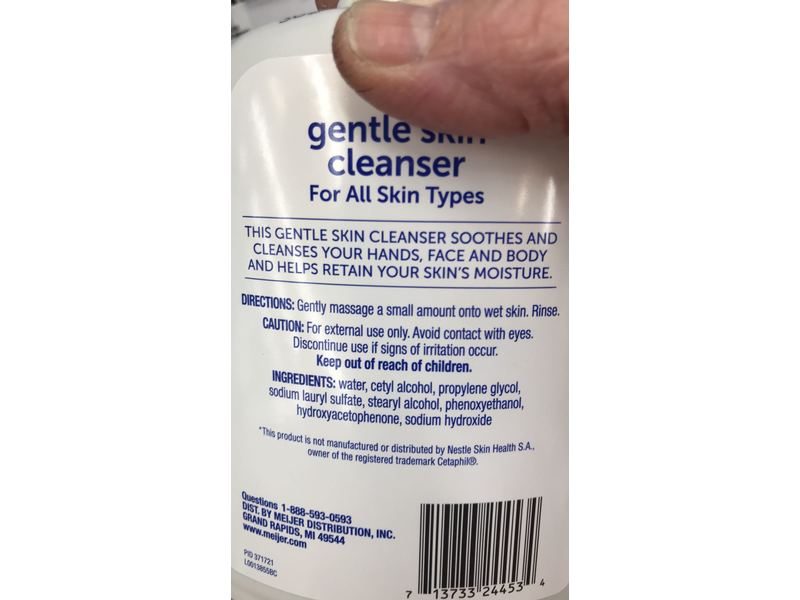 gentle skin
cleanser
For All Skin Types
THIS GENTLE SKIN CLEANSER SOOTHES AND
CLEANSES YOUR HANDS, FACE AND BODY
AND HELPS RETAIN YOUR SKIN'S MOISTURE.
DIRECTIONS: Gently massage a small amount onto wet skin. Rinse.
CAUTION: For external use only. Avoid contact with eyes.
Discontinue use if signs of irritation occur.
Keep out of reach of children.
INGREDIENTS: water, cetyl alcohol, propylene glycol,
sodium lauryl sulfate, stearyl alcohol, phenoxyethanol,
hydroxyacetophenone, sodium hydroxide
*This product is not manufactured or distributed by Nestle Skin Health S.A.,
owner of the registered trademark Cetaphil®.
Questions 1-888-593-0593
DIST. BY MEIJER DISTRIBUTION, INC.
GRAND RAPIDS, MI 49544
www.meijer.com
PID 371721
L0013855BC
7 13733 24453 4